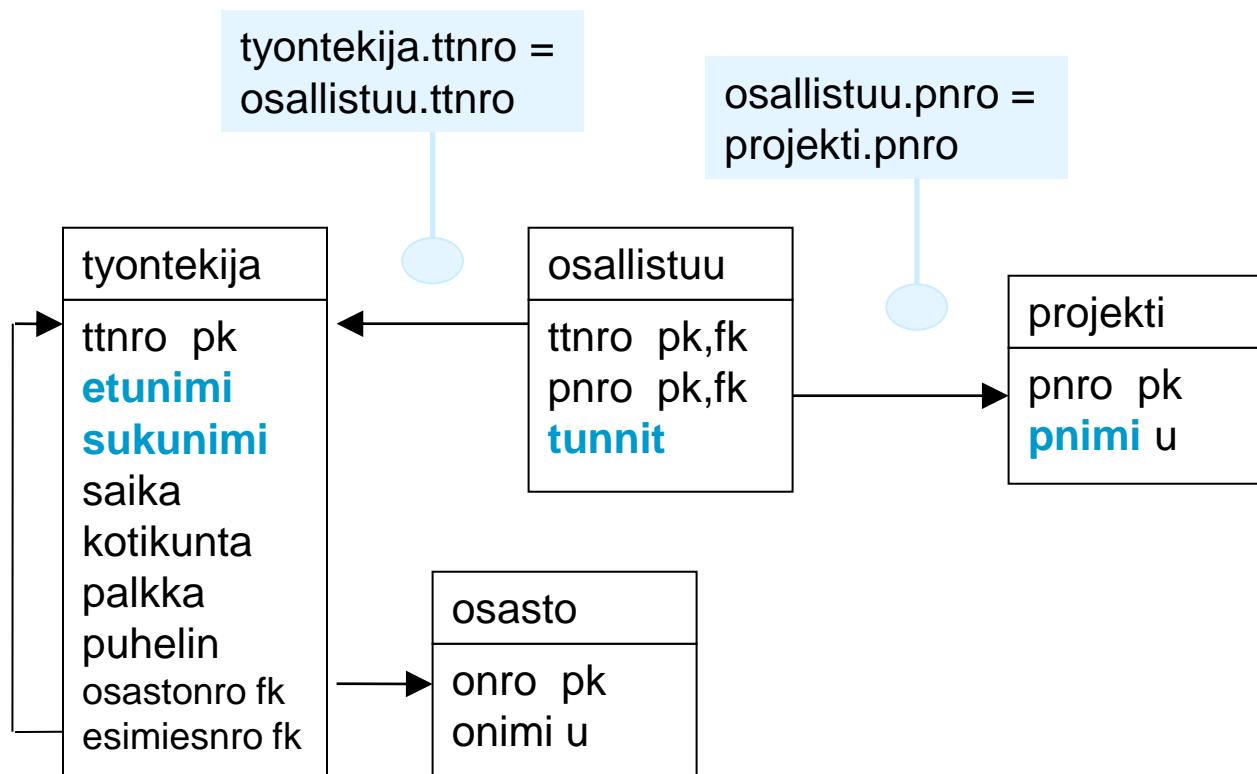 tyontekija.ttnro =
osallistuu.ttnro
osallistuu.pnro =
projekti.pnro
tyontekija
ttnro pk
etunimi
sukunimi
saika
kotikunta
palkka
puhelin
osastonro fk
esimiesnro fk
osallistuu
ttnro pk,fk
pnro pk,fk
tunnit
projekti
pnro pk
pnimi u
osasto
onro pk
onimi u